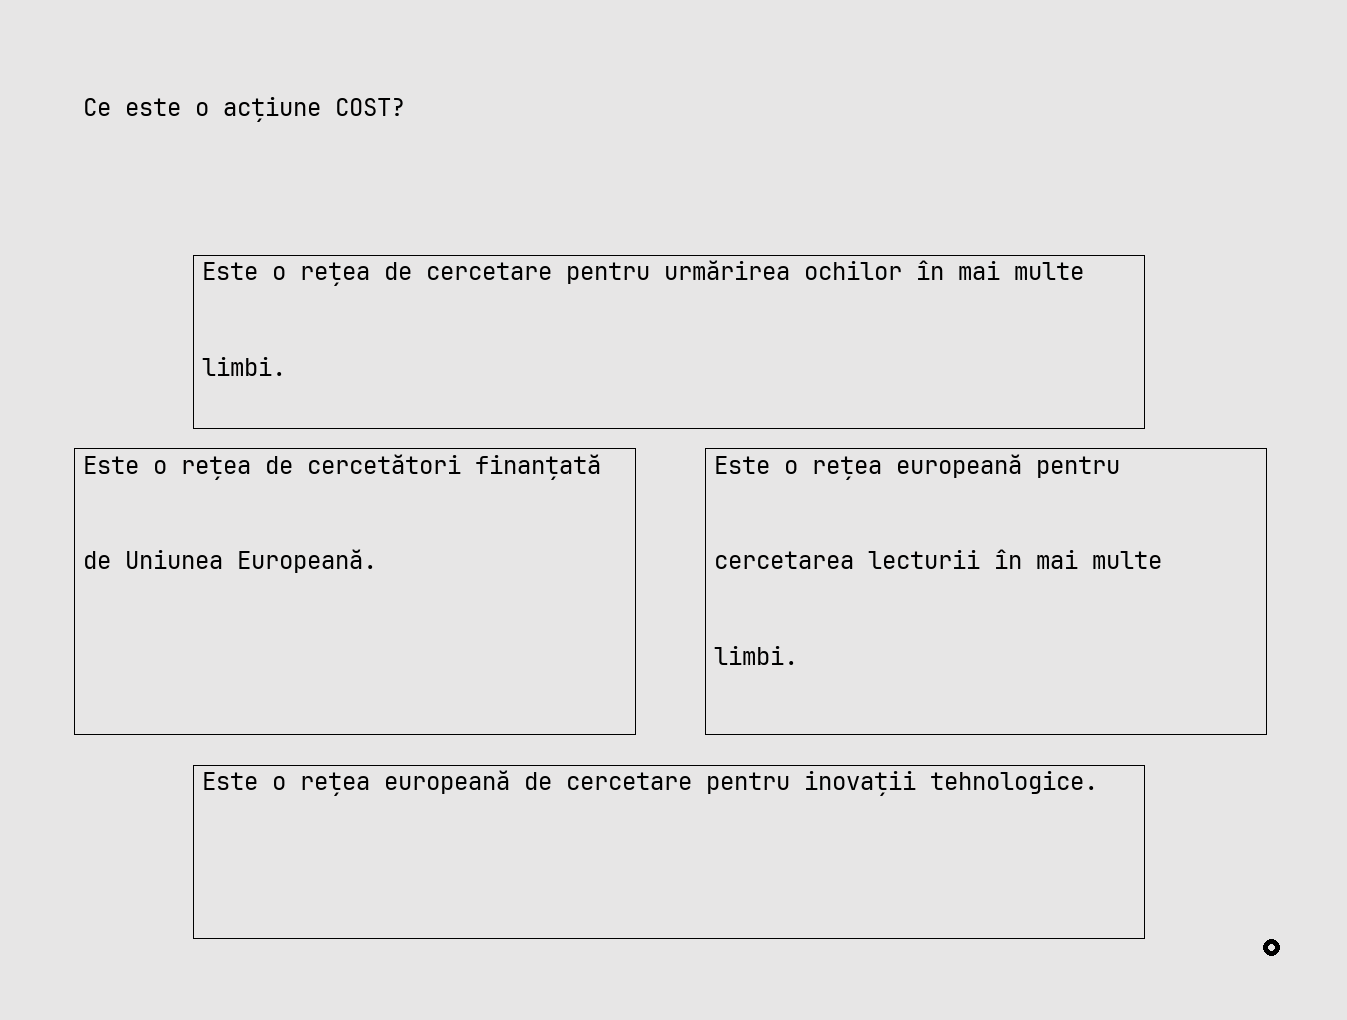 Ce este o acțiune COST?
Este o rețea de cercetare pentru urmărirea ochilor în mai multe
limbi.
Este o rețea de cercetători finanțată
de Uniunea Europeană.
Este o rețea europeană pentru
cercetarea lecturii în mai multe
limbi.
Este o rețea europeană de cercetare pentru inovații tehnologice.